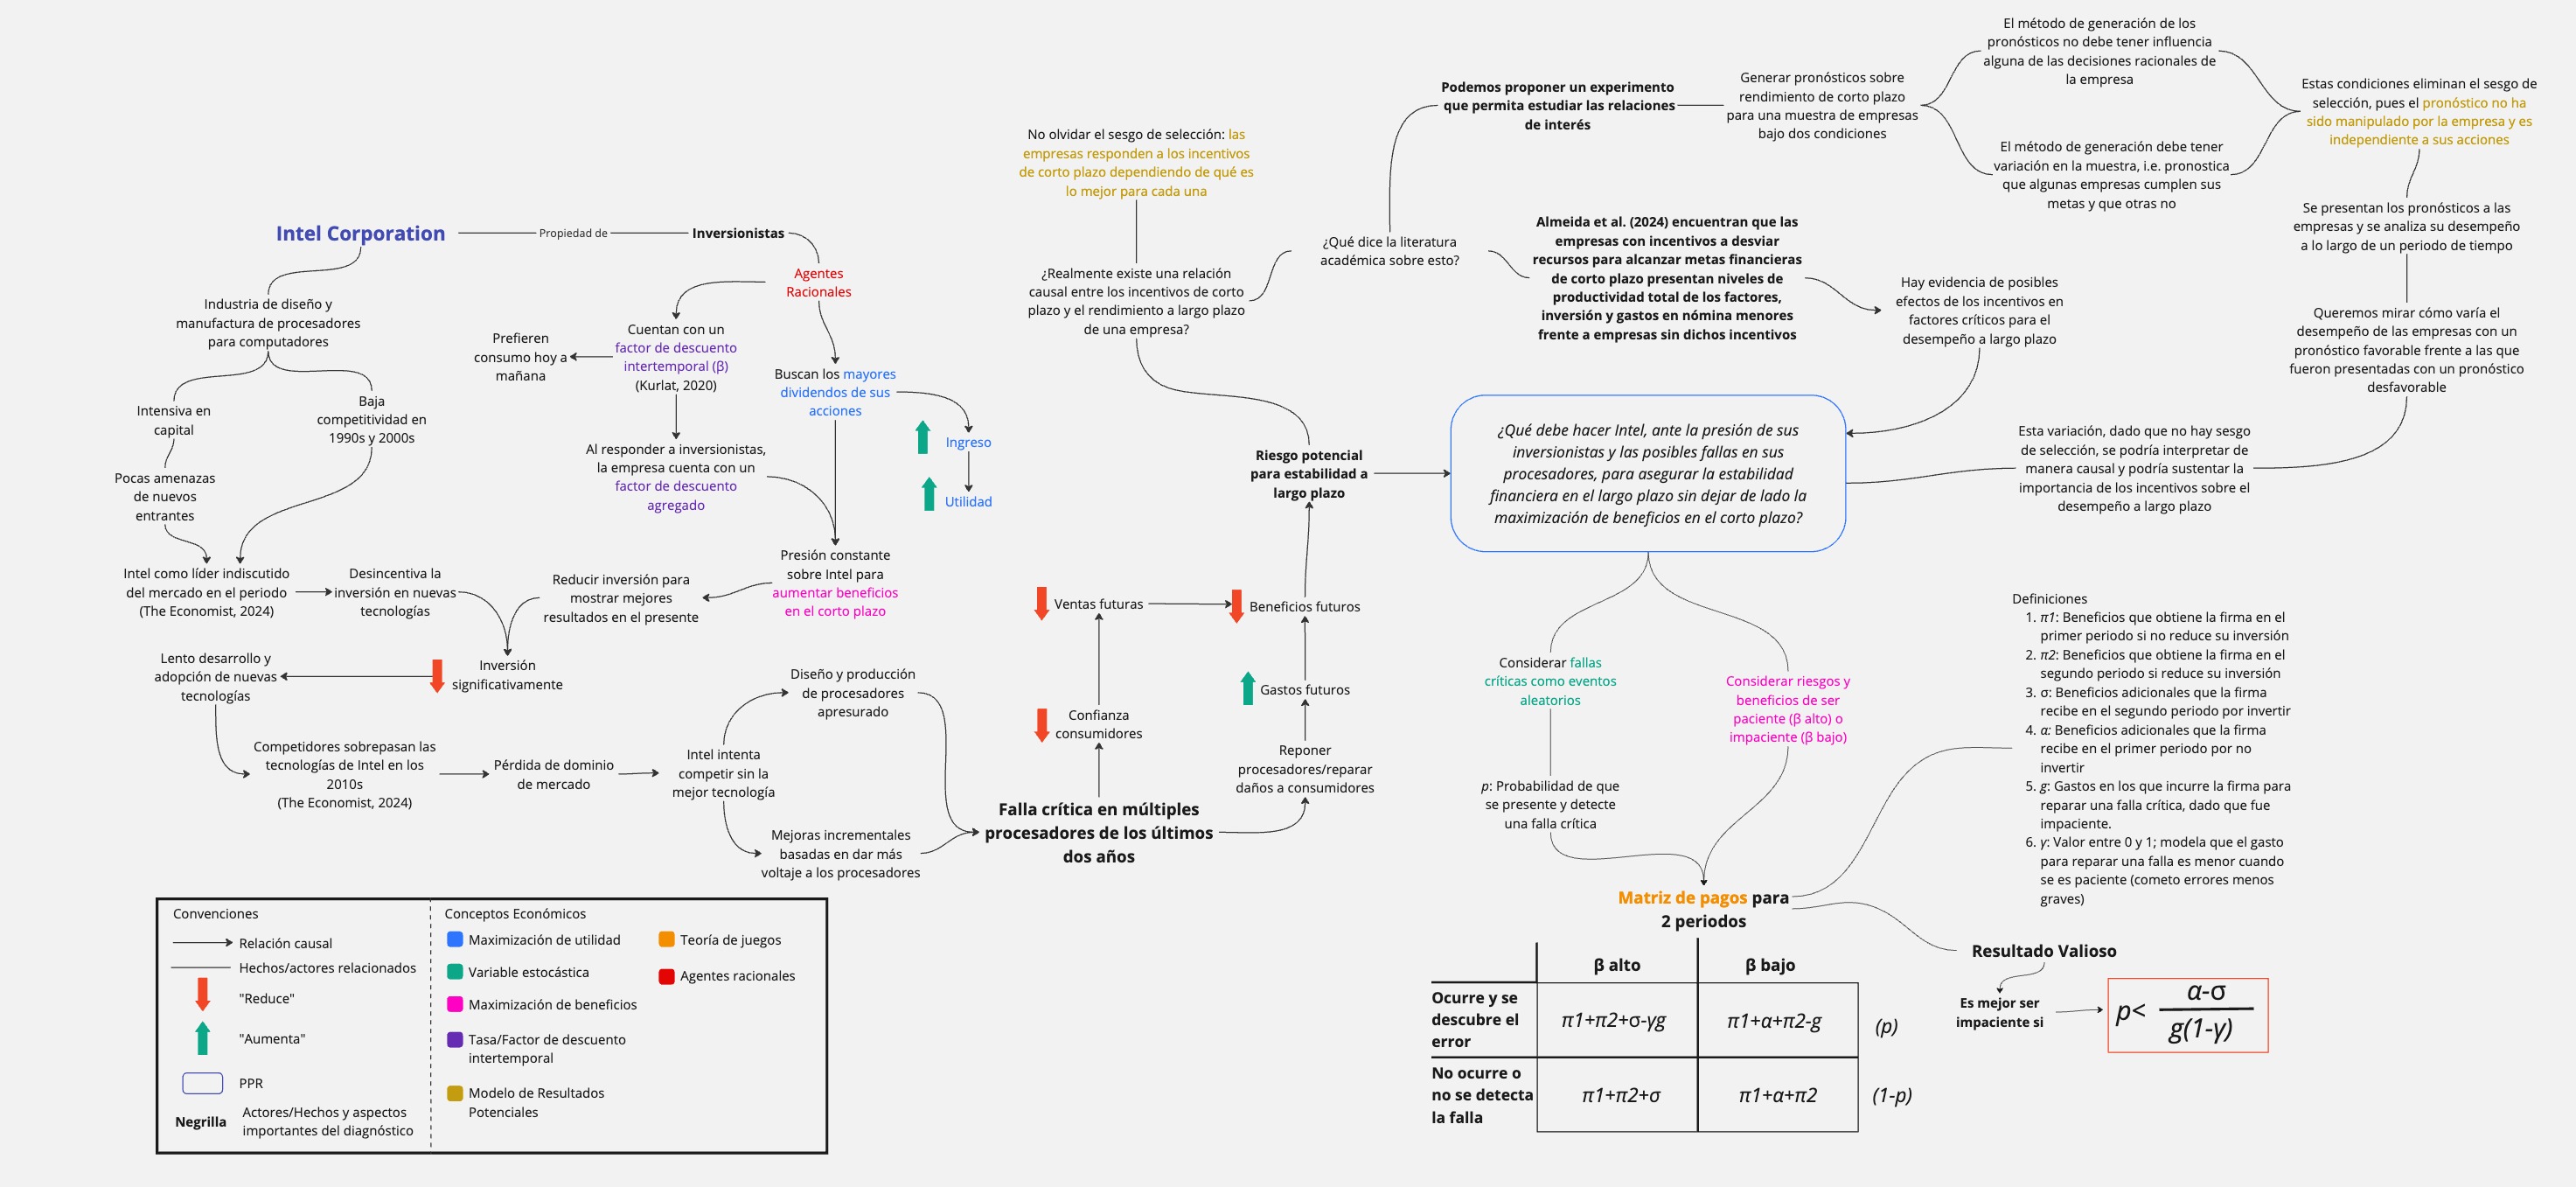 Intel Corporation
Propiedad de
Inversionistas
Agentes
Racionales
Industria de diseño y
manufactura de procesadores
para computadores
Intensiva en
capital
Baja
competitividad en
1990s y 2000s
Pocas amenazas
de nuevos
entrantes
Prefieren
consumo hoy a
mañana
Cuentan con un
factor de descuento
intertemporal (β)
(Kurlat, 2020)
Buscan los mayores
dividendos de sus
acciones
Ingreso
Utilidad
Al responder a inversionistas,
la empresa cuenta con un
factor de descuento
agregado
Presión constante
sobre Intel para
aumentar beneficios
en el corto plazo
Intel como líder indiscutido
del mercado en el periodo
(The Economist, 2024)
Desincentiva la
inversión en nuevas
tecnologías
Reducir inversión para
mostrar mejores
resultados en el presente
Inversión
significativamente
Lento desarrollo y
adopción de nuevas
tecnologías
Competidores sobrepasan las
tecnologías de Intel en los
2010s
(The Economist, 2024)
Pérdida de dominio
de mercado
Intel intenta
competir sin la
mejor tecnología
Diseño y producción
de procesadores
apresurado
Mejoras incrementales
basadas en dar más
voltaje a los procesadores
Falla crítica en múltiples
procesadores de los últimos
dos años
Confianza
consumidores
Ventas futuras
Reponer
procesadores/reparar
daños a consumidores
Gastos futuros
Beneficios futuros
Riesgo potencial
para estabilidad a
largo plazo
No olvidar el sesgo de selección: las
empresas responden a los incentivos
de corto plazo dependiendo de qué es
lo mejor para cada una
¿Realmente existe una relación
causal entre los incentivos de corto
plazo y el rendimiento a largo plazo
de una empresa?
¿Qué dice la literatura
académica sobre esto?
Podemos proponer un experimento
que permita estudiar las relaciones
de interés
Generar pronósticos sobre
rendimiento de corto plazo
para una muestra de empresas
bajo dos condiciones
El método de generación de los
pronósticos no debe tener influencia
alguna de las decisiones racionales de
la empresa
El método de generación debe tener
variación en la muestra, i.e. pronostica
que algunas empresas cumplen sus
metas y que otras no
Estas condiciones eliminan el sesgo de
selección, pues el pronóstico no ha
sido manipulado por la empresa y es
independiente a sus acciones
Se presentan los pronósticos a las
empresas y se analiza su desempeño
a lo largo de un periodo de tiempo
Queremos mirar cómo varía el
desempeño de las empresas con un
pronóstico favorable frente a las que
fueron presentadas con un pronóstico
desfavorable
Esta variación, dado que no hay sesgo
de selección, se podría interpretar de
manera causal y podría sustentar la
importancia de los incentivos sobre el
desempeño a largo plazo
Almeida et al. (2024) encuentran que las
empresas con incentivos a desviar
recursos para alcanzar metas financieras
de corto plazo presentan niveles de
productividad total de los factores,
inversión y gastos en nómina menores
frente a empresas sin dichos incentivos
Hay evidencia de posibles
efectos de los incentivos en
factores críticos para el
desempeño a largo plazo
¿Qué debe hacer Intel, ante la presión de sus
inversionistas y las posibles fallas en sus
procesadores, para asegurar la estabilidad
financiera en el largo plazo sin dejar de lado la
maximización de beneficios en el corto plazo?
Considerar fallas
críticas como eventos
aleatorios
p: Probabilidad de que
se presente y detecte
una falla crítica
Considerar riesgos y
beneficios de ser
paciente (β alto) o
impaciente (β bajo)
Definiciones
1. π1: Beneficios que obtiene la firma en el
primer periodo si no reduce su inversión
2. π2: Beneficios que obtiene la firma en el
segundo periodo si reduce su inversión
3. σ: Beneficios adicionales que la firma
recibe en el segundo periodo por invertir
4. α: Beneficios adicionales que la firma
recibe en el primer periodo por no
invertir
5. g: Gastos en los que incurre la firma para
reparar una falla crítica, dado que fue
impaciente.
6. γ: Valor entre 0 y 1; modela que el gasto
para reparar una falla es menor cuando
se es paciente (cometo errores menos
graves)
Matriz de pagos para
2 periodos
β alto
β bajo
Ocurre y se
descubre el
error
π1+π2+σ-γg
π1+α+π2-g
(p)
No ocurre o
no se detecta
la falla
π1+π2+σ
π1+α+π2
(1-p)
Resultado Valioso
Es mejor ser
impaciente si
p< α-σ
g(1-γ)
Convenciones
Relación causal
Hechos/actores relacionados
"Reduce"
"Aumenta"
PPR
Negrilla
Actores/Hechos y aspectos
importantes del diagnóstico
Conceptos Económicos
Maximización de utilidad
Variable estocástica
Maximización de beneficios
Tasa/Factor de descuento
intertemporal
Modelo de Resultados
Potenciales
Teoría de juegos
Agentes racionales